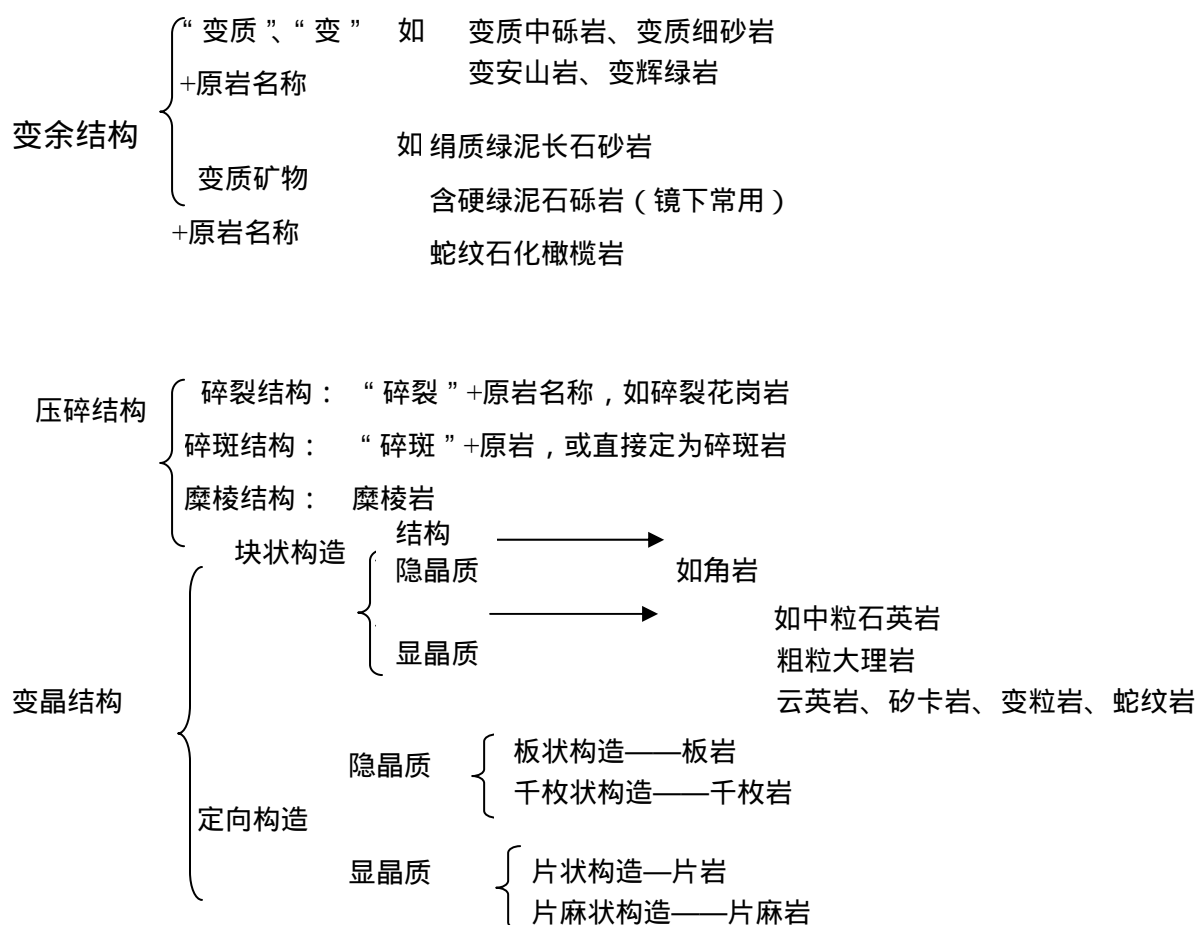 “变质”、“变” 如 变质中砾岩、变质细砂岩
+原岩名称 变安山岩、变辉绿岩
变余结构
如 绢质绿泥长石砂岩
变质矿物
含硬绿泥石砾岩（镜下常用）
+原岩名称
蛇纹石化橄榄岩
压碎结构
碎裂结构： “碎裂”+原岩名称，如碎裂花岗岩
碎斑结构： “碎斑”+原岩，或直接定为碎斑岩
糜棱结构： 糜棱岩
变晶结构
块状构造
结构
隐晶质 如角岩
显晶质
如中粒石英岩
粗粒大理岩
云英岩、矽卡岩、变粒岩、蛇纹岩
定向构造
隐晶质
板状构造——板岩
千枚状构造——千枚岩
显晶质
片状构造—片岩
片麻状构造——片麻岩